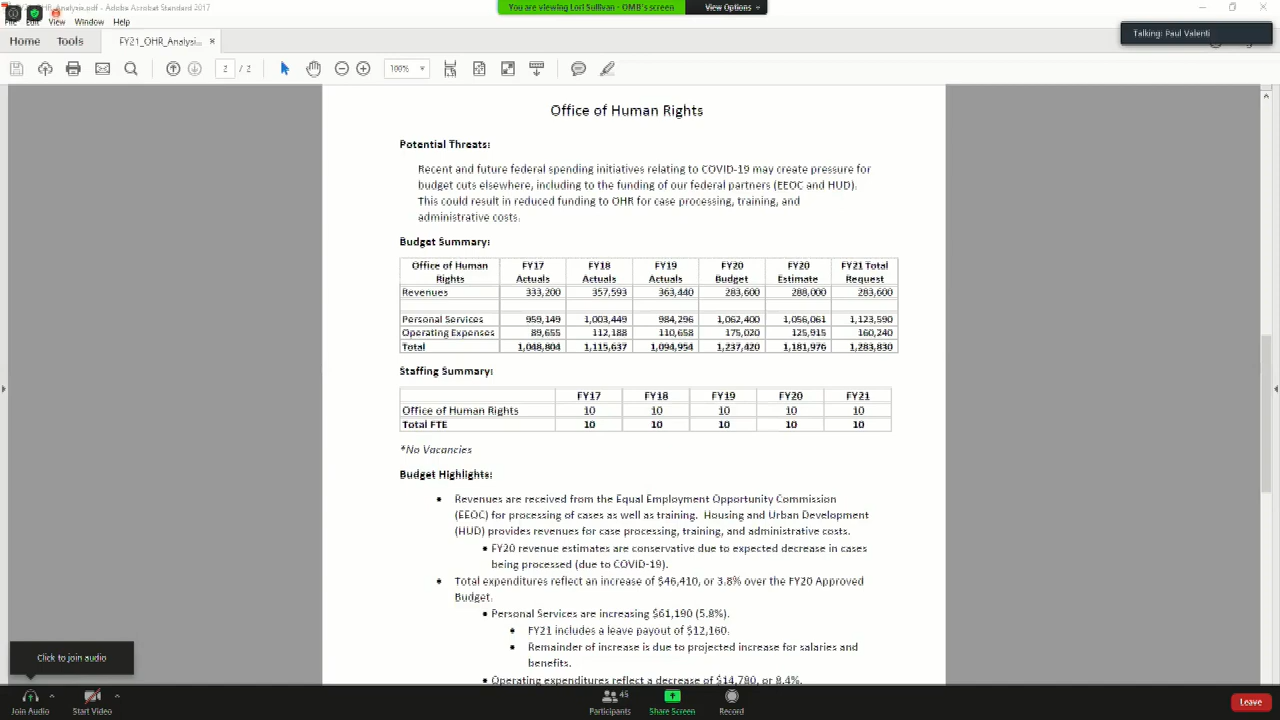 OHR_Analysis.pdf - Adobe Acrobat Standard 2017
You are viewing Lori Sullivan - OMB's screen
View Options
File Edit View Window Help
Talking: Paul Valenti
Home Tools FY21_OHR_Analysi... ×
2 / 2 100%
Office of Human Rights
Potential Threats:
Recent and future federal spending initiatives relating to COVID-19 may create pressure for
budget cuts elsewhere, including to the funding of our federal partners (EEOC and HUD).
This could result in reduced funding to OHR for case processing, training, and
administrative costs.
Budget Summary:
Office of Human Rights FY17 Actuals FY18 Actuals FY19 Actuals FY20 Budget FY20 Estimate FY21 Total Request
Revenues 333,200 357,593 363,440 283,600 288,000 283,600
Personal Services 959,149 1,003,449 984,296 1,062,400 1,056,061 1,123,590
Operating Expenses 89,655 112,188 110,658 175,020 125,915 160,240
Total 1,048,804 1,115,637 1,094,954 1,237,420 1,181,976 1,283,830
Staffing Summary:
FY17 FY18 FY19 FY20 FY21
Office of Human Rights 10 10 10 10 10
Total FTE 10 10 10 10 10
*No Vacancies
Budget Highlights:
• Revenues are received from the Equal Employment Opportunity Commission
(EEOC) for processing of cases as well as training. Housing and Urban Development
(HUD) provides revenues for case processing, training, and administrative costs.
• FY20 revenue estimates are conservative due to expected decrease in cases
being processed (due to COVID-19).
• Total expenditures reflect an increase of $46,410, or 3.8% over the FY20 Approved
Budget.
• Personal Services are increasing $61,190 (5.8%).
• FY21 includes a leave payout of $12,160.
• Remainder of increase is due to projected increase for salaries and
benefits.
• Operating expenditures reflect a decrease of $14,780, or 8.4%.
Click to join audio
45
Join Audio Start Video Participants Share Screen Record Leave